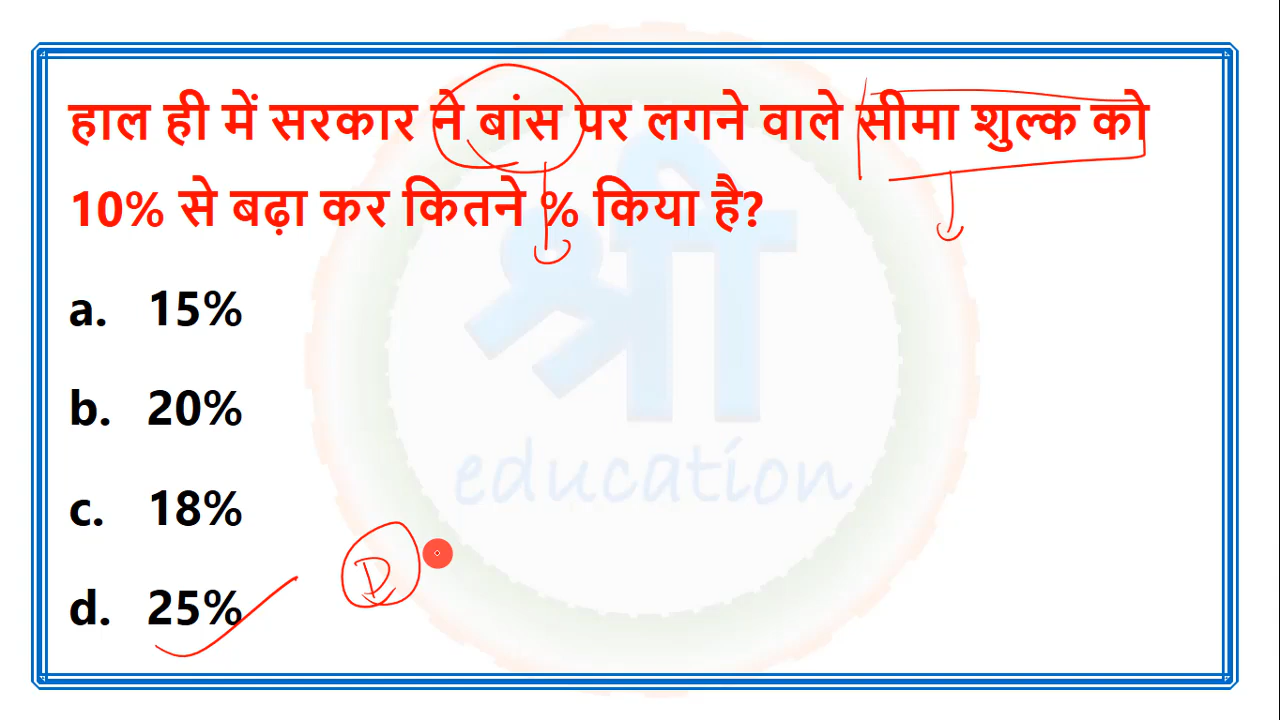 हाल ही में सरकार ने बांस पर लगने वाले सीमा शुल्क को
10% से बढ़ा कर कितने % किया है?
a. 15%
b. 20%
c. 18%
d. 25%
D
श्री
education